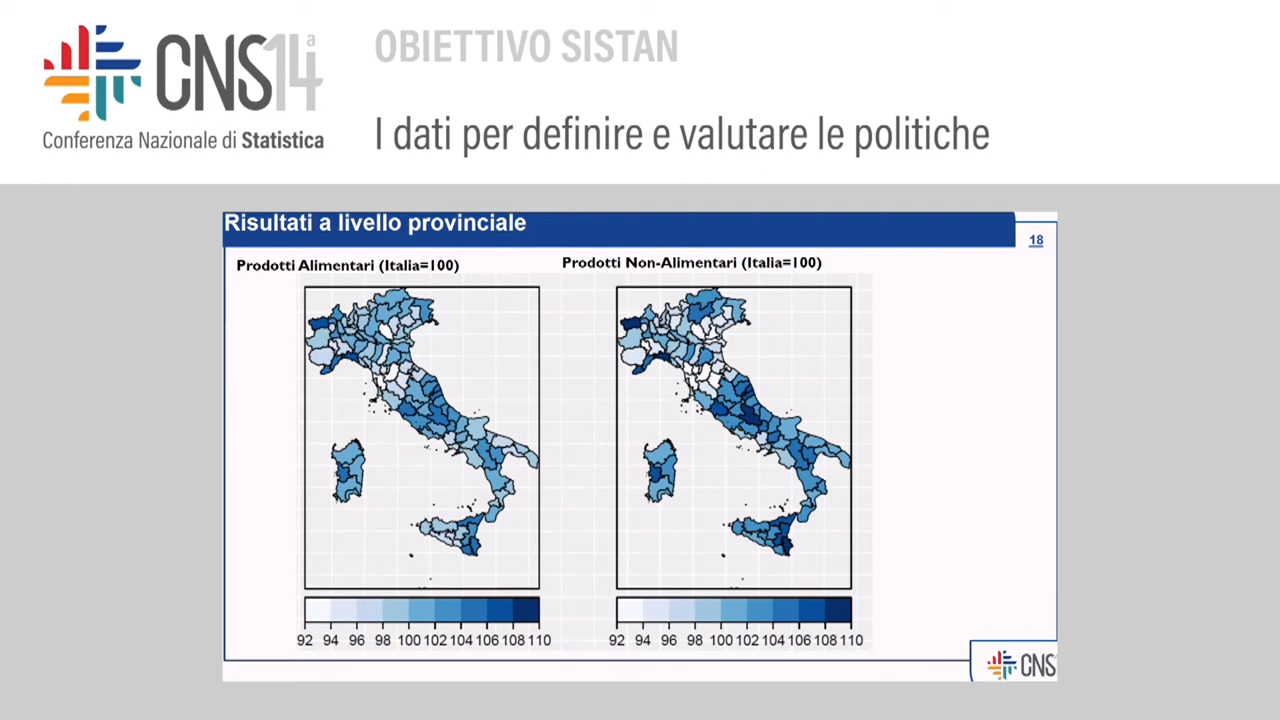 CNS14a
Conferenza Nazionale di Statistica
OBIETTIVO SISTAN
I dati per definire e valutare le politiche
Risultati a livello provinciale
18
Prodotti Alimentari (Italia=100)
Prodotti Non-Alimentari (Italia=100)
92 94 96 98 100 102 104 106 108 110
92 94 96 98 100 102 104 106 108 110
CNS